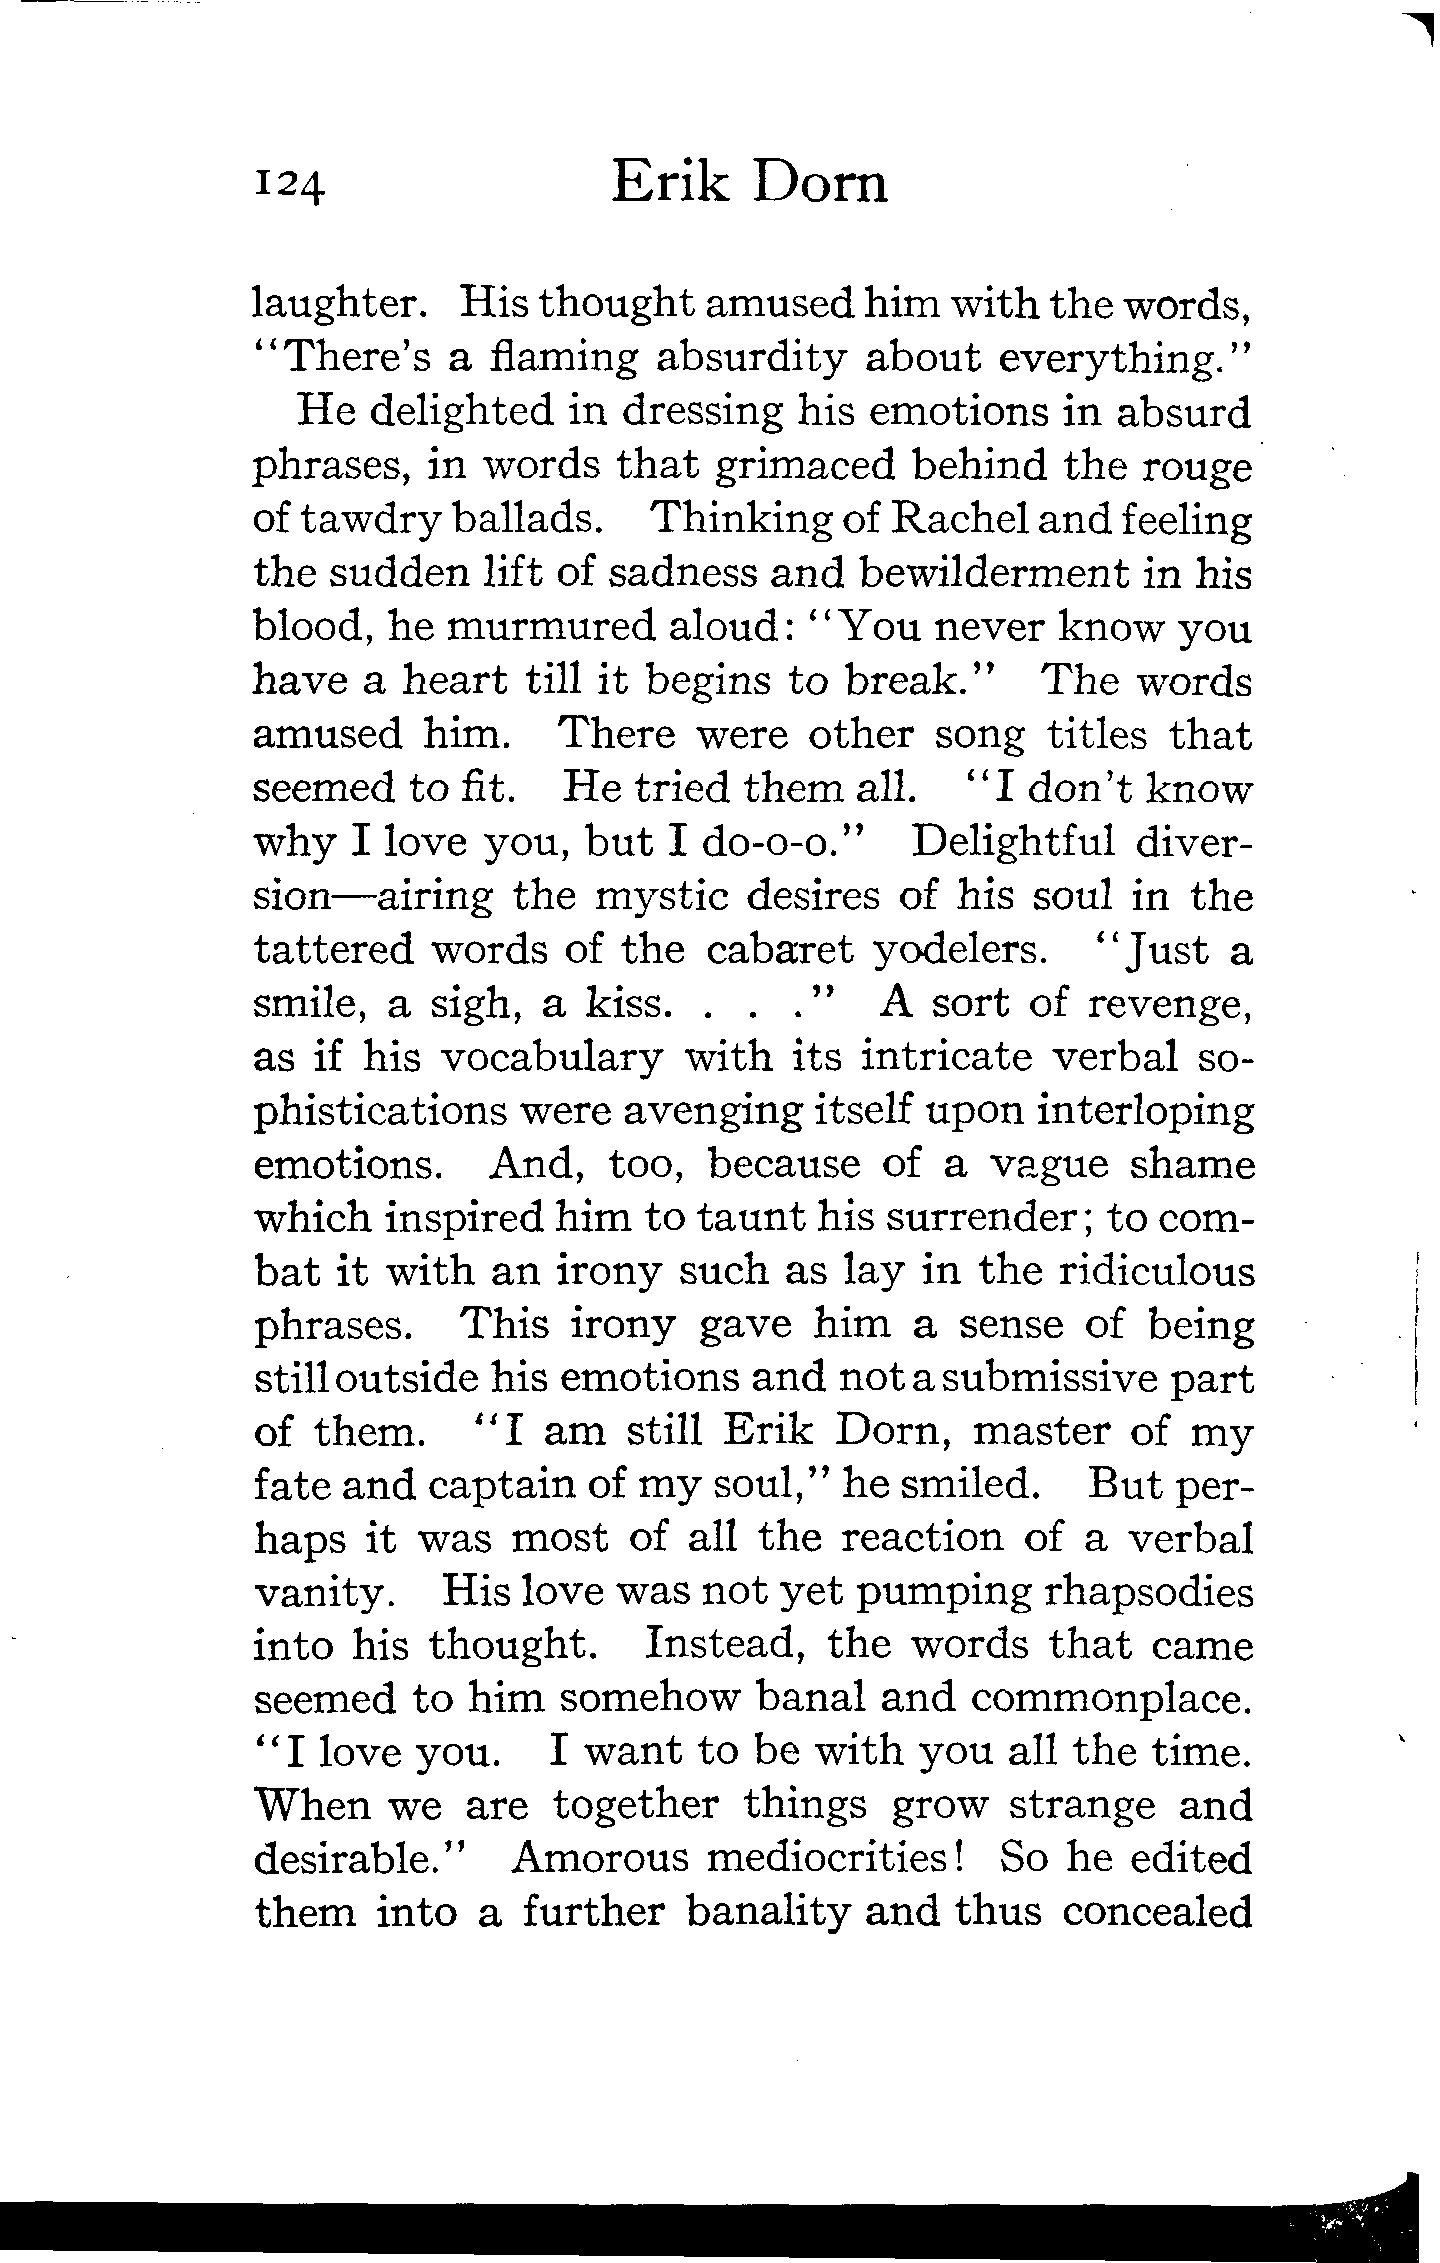 124 Erik Dorn
laughter. His thought amused him with the words,
"There's a flaming absurdity about everything."
He delighted in dressing his emotions in absurd
phrases, in words that grimaced behind the rouge
of tawdry ballads. Thinking of Rachel and feeling
the sudden lift of sadness and bewilderment in his
blood, he murmured aloud: "You never know you
have a heart till it begins to break." The words
amused him. There were other song titles that
seemed to fit. He tried them all. "I don't know
why I love you, but I do-o-o." Delightful diver-
sion—airing the mystic desires of his soul in the
tattered words of the cabaret yodelers. "Just a
smile, a sigh, a kiss. . . ." A sort of revenge,
as if his vocabulary with its intricate verbal so-
phistications were avenging itself upon interloping
emotions. And, too, because of a vague shame
which inspired him to taunt his surrender; to com-
bat it with an irony such as lay in the ridiculous
phrases. This irony gave him a sense of being
still outside his emotions and not a submissive part
of them. "I am still Erik Dorn, master of my
fate and captain of my soul," he smiled. But per-
haps it was most of all the reaction of a verbal
vanity. His love was not yet pumping rhapsodies
into his thought. Instead, the words that came
seemed to him somehow banal and commonplace.
"I love you. I want to be with you all the time.
When we are together things grow strange and
desirable." Amorous mediocrities! So he edited
them into a further banality and thus concealed